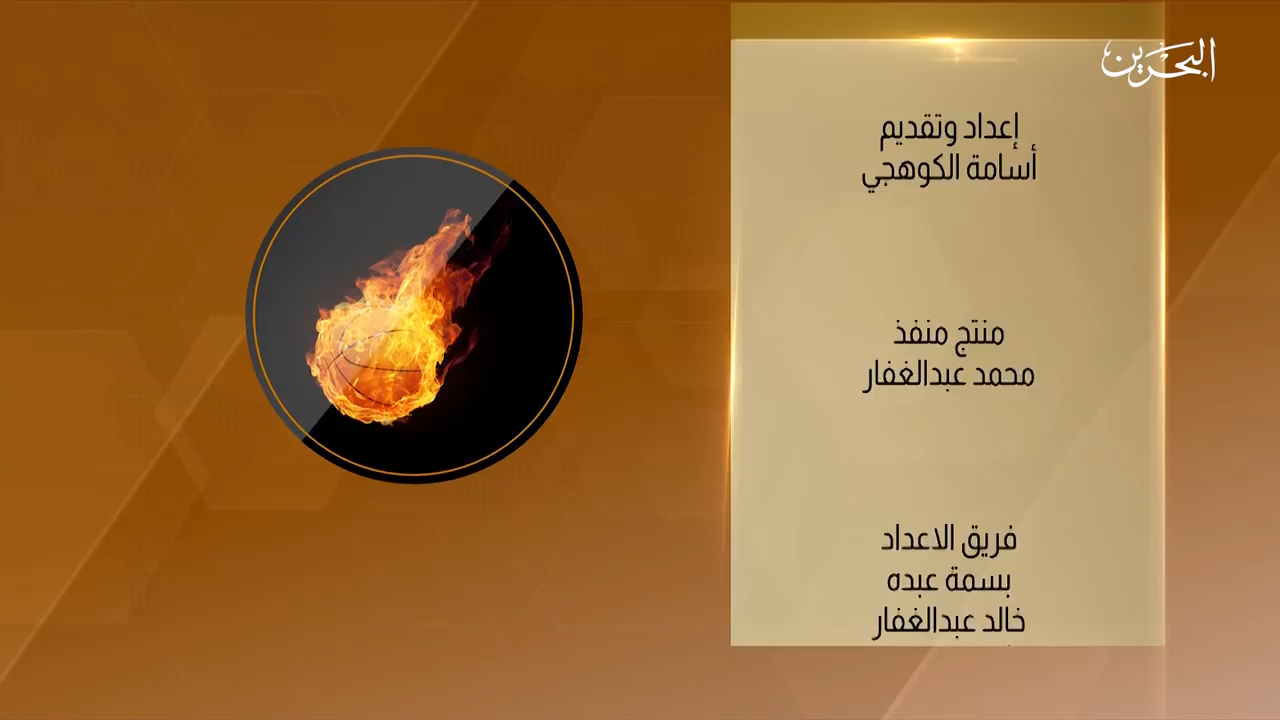 البحرين
إعداد وتقديم
أسامة الكوهجي
منتج منفذ
محمد عبدالغفار
فريق الاعداد
بسمة عبده
خالد عبدالغفار